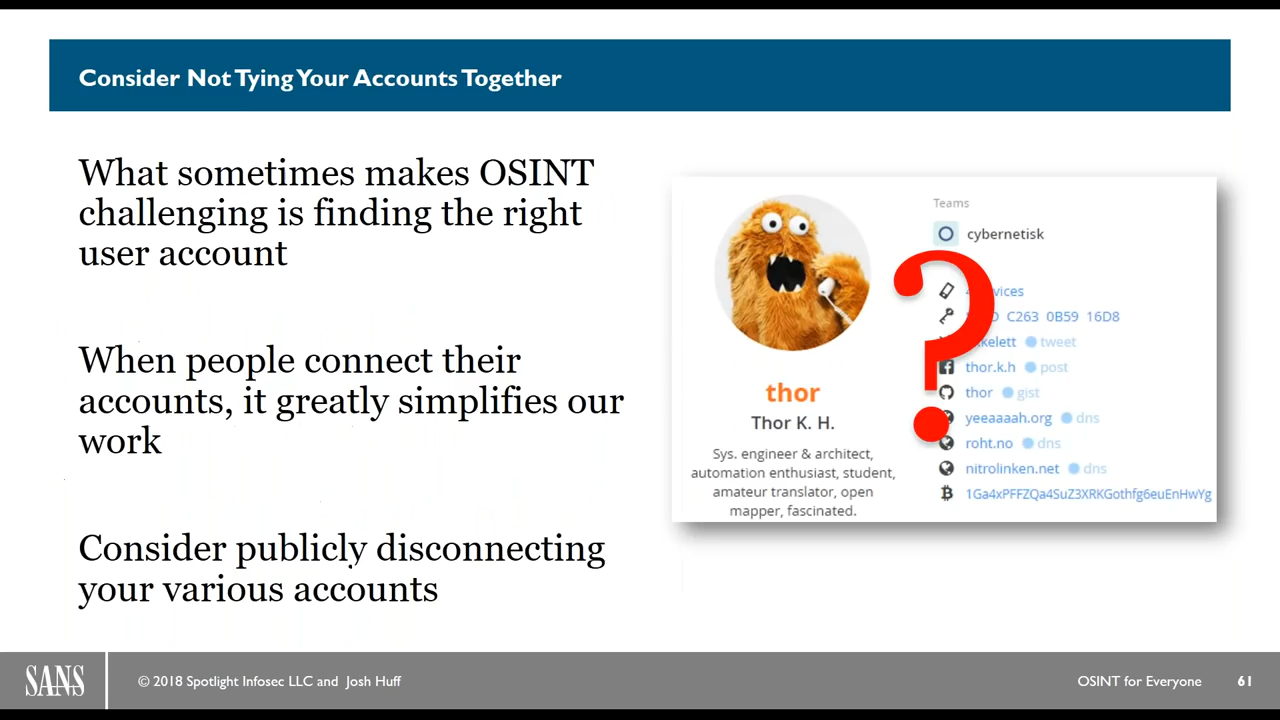 Consider Not Tying Your Accounts Together
What sometimes makes OSINT
challenging is finding the right
user account
When people connect their
accounts, it greatly simplifies our
work
Consider publicly disconnecting
your various accounts
thor
Thor K. H.
Sys. engineer & architect,
automation enthusiast, student,
amateur translator, open
mapper, fascinated.
Teams
cybernetisk
?
C263 0B59 16D8
tweet
thor.k.h post
thor gist
yeeaaaah.org dns
roht.no dns
nitrolinken.net dns
1Ga4xPFFZQa4SuZ3XRKGothfg6euEnHwYg
SANS
© 2018 Spotlight Infosec LLC and Josh Huff
OSINT for Everyone
61